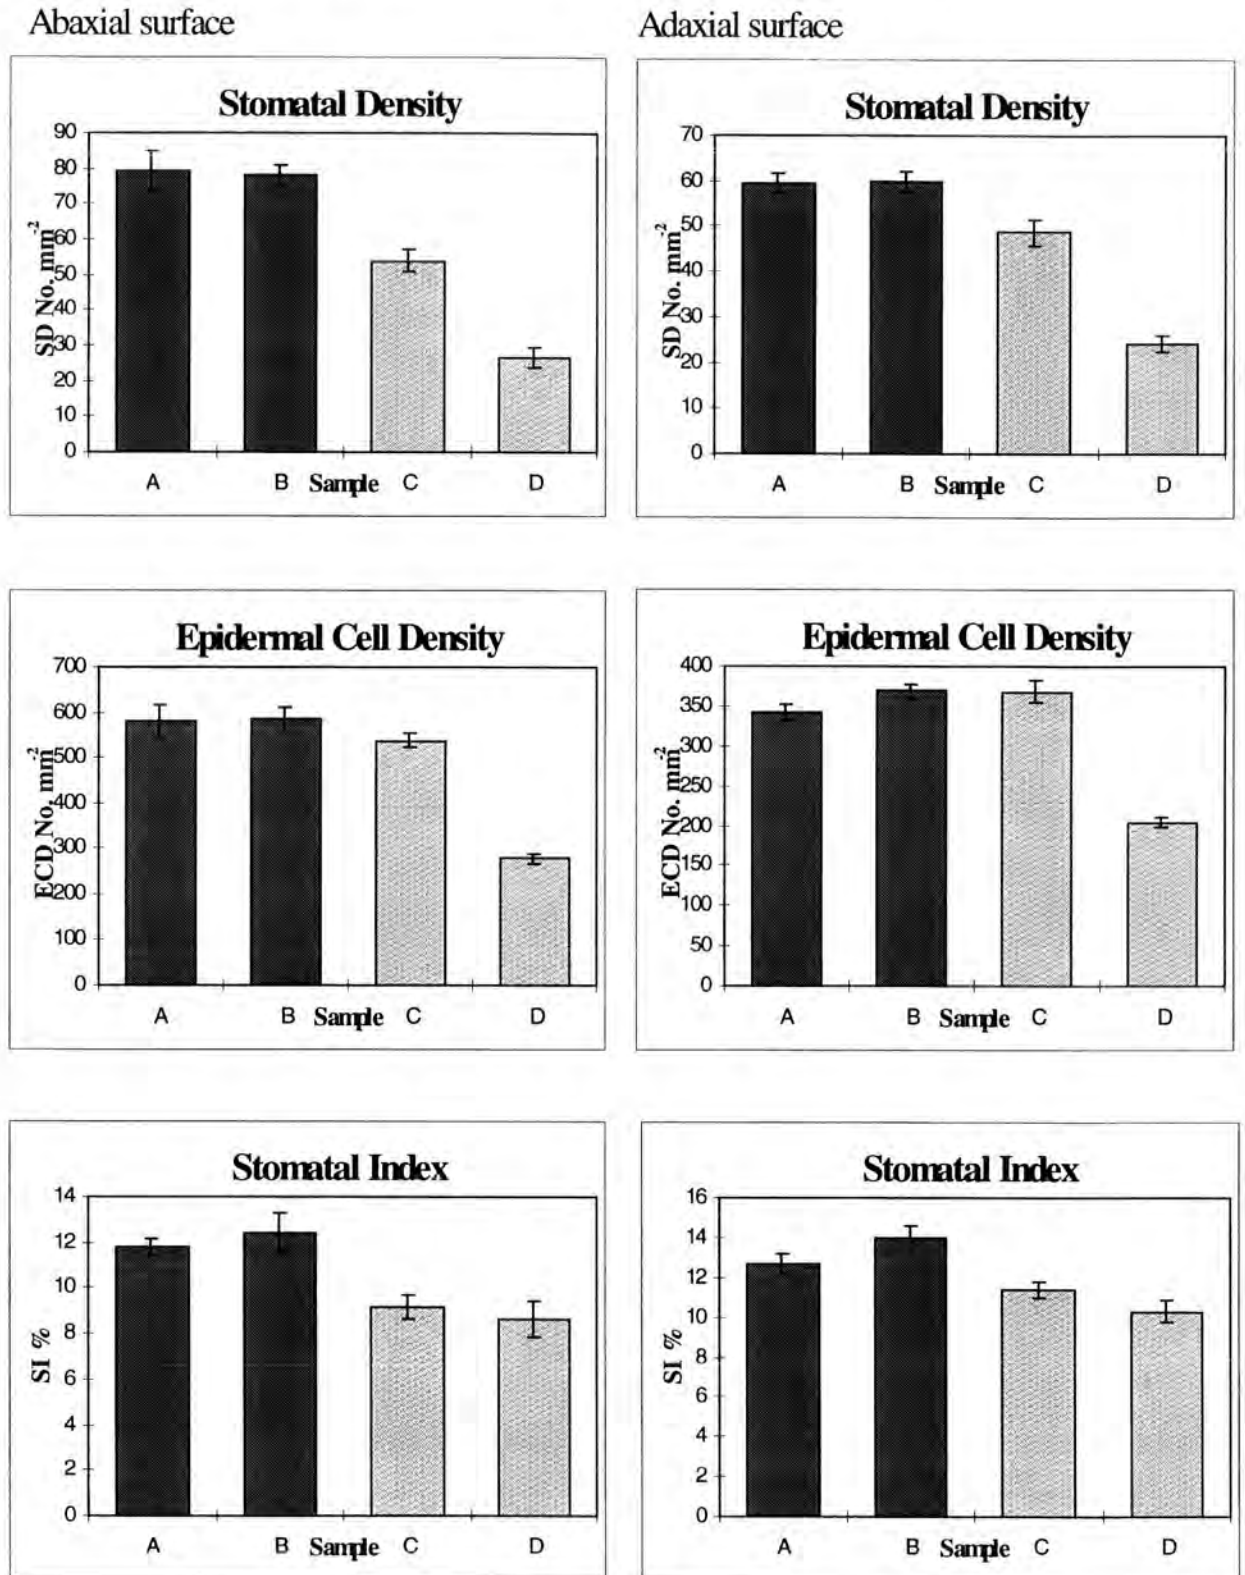 Abaxial surface
Adaxial surface
Stomatal Density
90
80
70
60
50
40
30
20
10
0
SD No. mm-2
A B Sample C D
Stomatal Density
70
60
50
40
30
20
10
0
SD No. mm-2
A B Sample C D
Epidermal Cell Density
700
600
500
400
300
200
100
0
ECD No. mm-2
A B Sample C D
Epidermal Cell Density
400
350
300
250
200
150
100
50
0
ECD No. mm-2
A B Sample C D
Stomatal Index
14
12
10
8
6
4
2
0
SI %
A B Sample C D
Stomatal Index
16
14
12
10
8
6
4
2
0
SI %
A B Sample C D